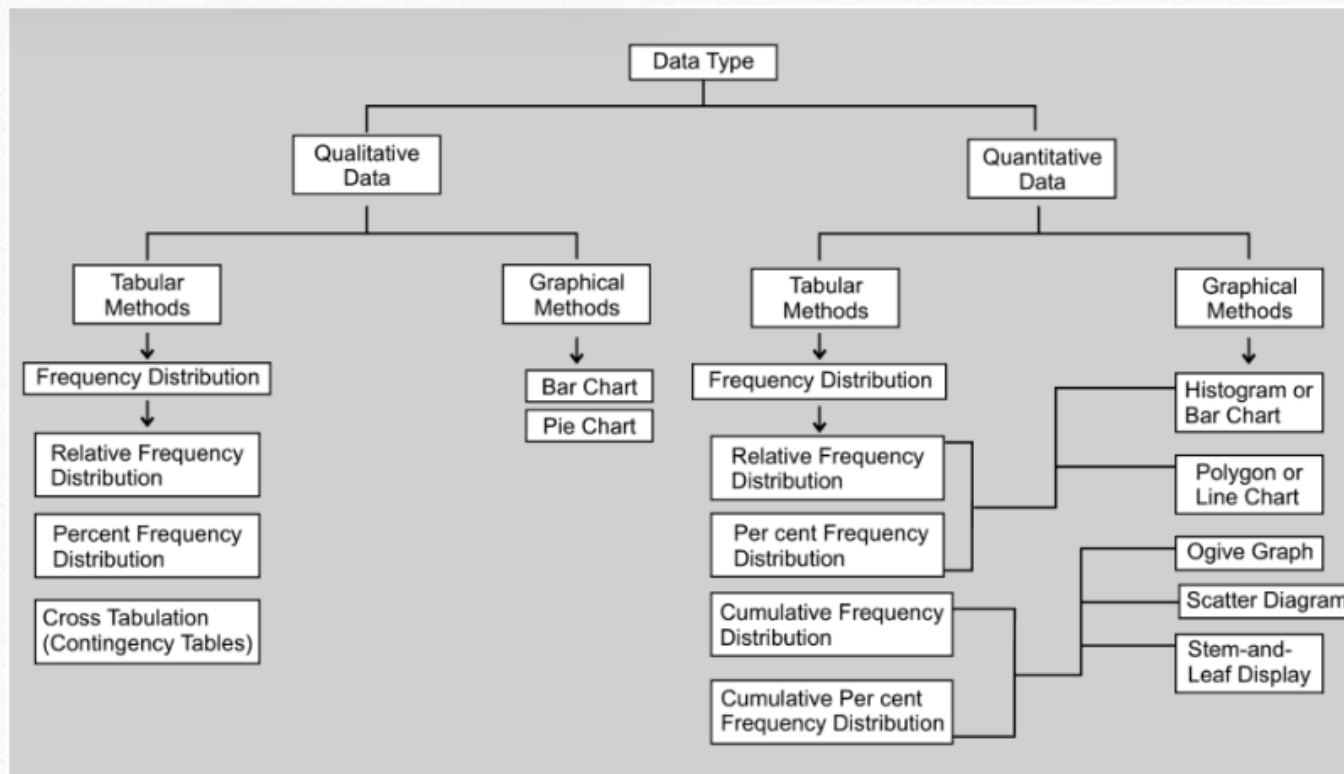 Data Type
Qualitative
Data
Quantitative
Data
Tabular
Methods
Graphical
Methods
Tabular
Methods
Graphical
Methods
Frequency Distribution
Relative Frequency
Distribution
Percent Frequency
Distribution
Cross Tabulation
(Contingency Tables)
Bar Chart
Pie Chart
Frequency Distribution
Relative Frequency
Distribution
Per cent Frequency
Distribution
Cumulative Frequency
Distribution
Cumulative Per cent
Frequency Distribution
Histogram or
Bar Chart
Polygon or
Line Chart
Ogive Graph
Scatter Diagram
Stem-and-
Leaf Display